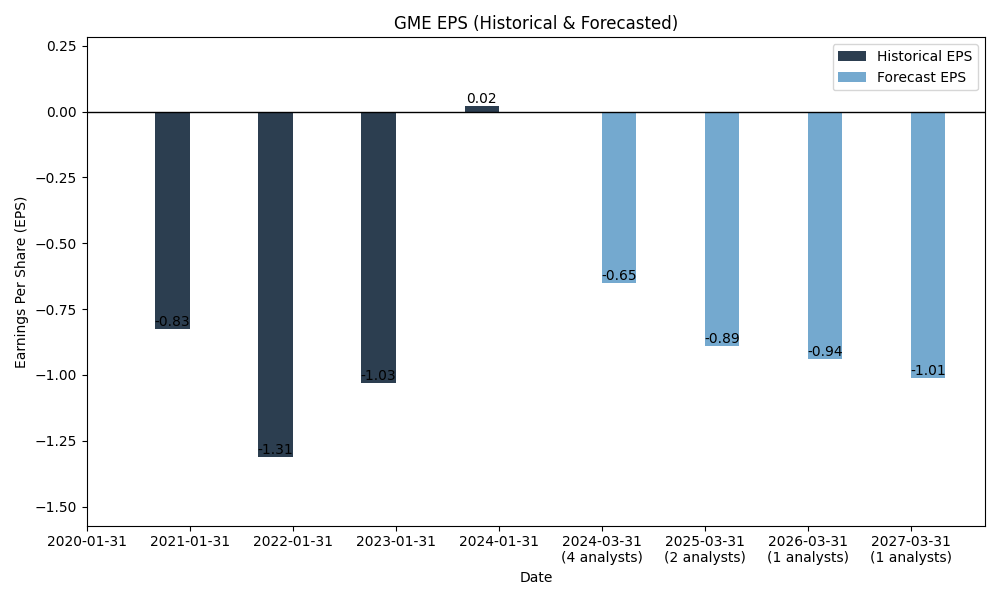 GME EPS (Historical & Forecasted)
Historical EPS
Forecast EPS
Earnings Per Share (EPS)
0.25
0.00
−0.25
−0.50
−0.75
−1.00
−1.25
−1.50
-0.83
-1.31
-1.03
0.02
-0.65
-0.89
-0.94
-1.01
2020-01-31
2021-01-31
2022-01-31
2023-01-31
2024-01-31
2024-03-31
(4 analysts)
2025-03-31
(2 analysts)
2026-03-31
(1 analysts)
2027-03-31
(1 analysts)
Date